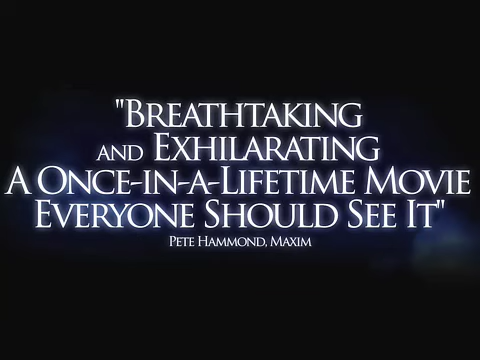 "Breathtaking
and Exhilarating
A Once-in-a-Lifetime Movie
Everyone Should See It"
Pete Hammond, Maxim